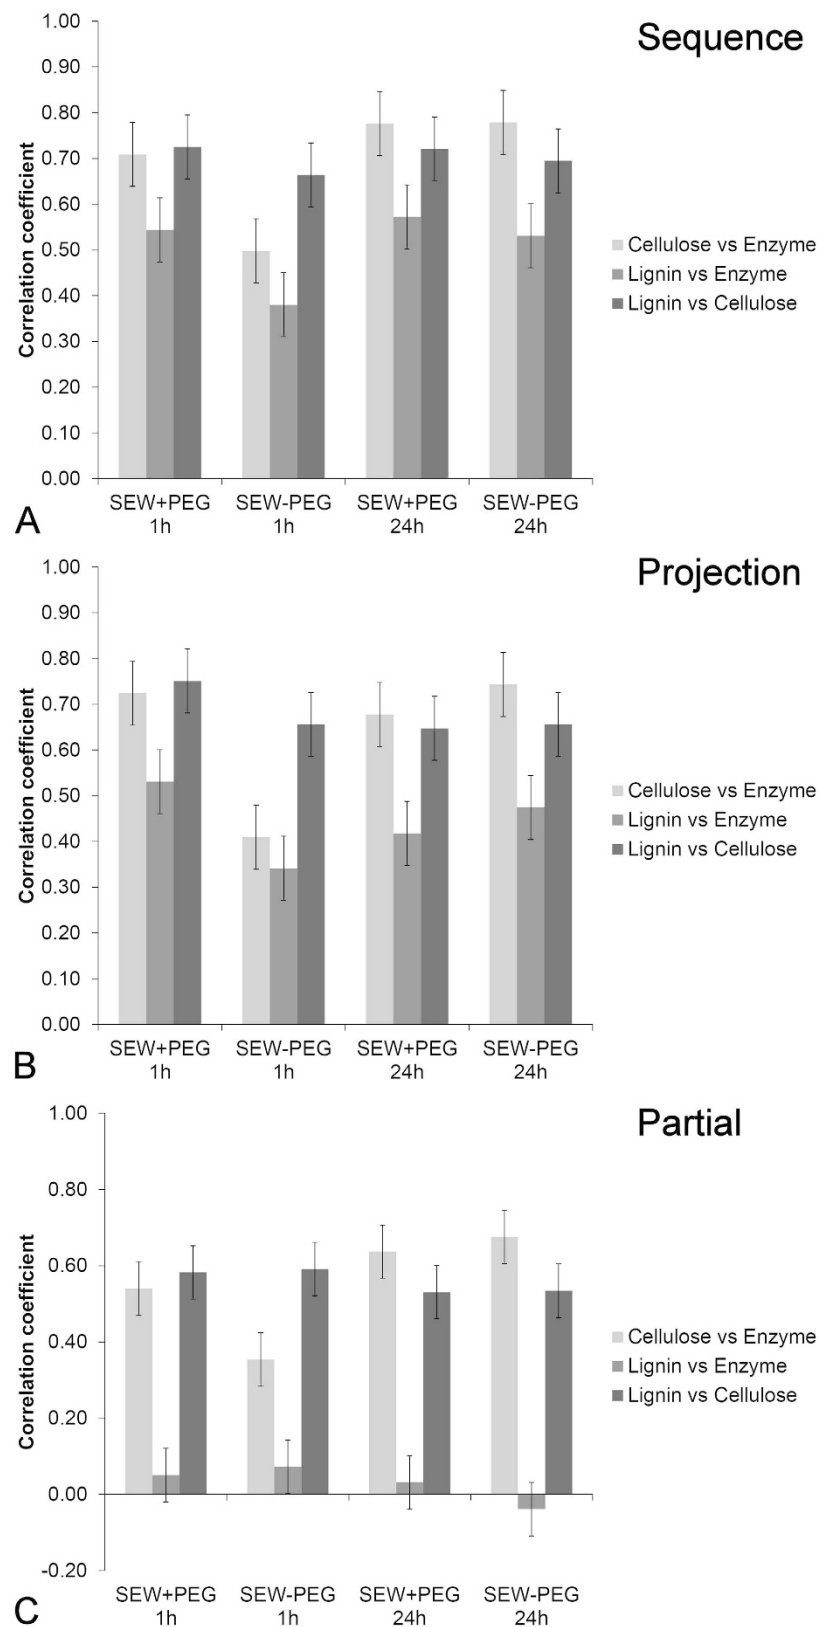 Sequence
1.00
0.90
0.80
0.70
0.60
0.50
0.40
0.30
0.20
0.10
0.00
Correlation coefficient
Cellulose vs Enzyme
Lignin vs Enzyme
Lignin vs Cellulose
SEW+PEG SEW-PEG SEW+PEG SEW-PEG
1h 1h 24h 24h
A
Projection
1.00
0.90
0.80
0.70
0.60
0.50
0.40
0.30
0.20
0.10
0.00
Correlation coefficient
Cellulose vs Enzyme
Lignin vs Enzyme
Lignin vs Cellulose
SEW+PEG SEW-PEG SEW+PEG SEW-PEG
1h 1h 24h 24h
B
Partial
1.00
0.80
0.60
0.40
0.20
0.00
-0.20
Correlation coefficient
Cellulose vs Enzyme
Lignin vs Enzyme
Lignin vs Cellulose
SEW+PEG SEW-PEG SEW+PEG SEW-PEG
1h 1h 24h 24h
C